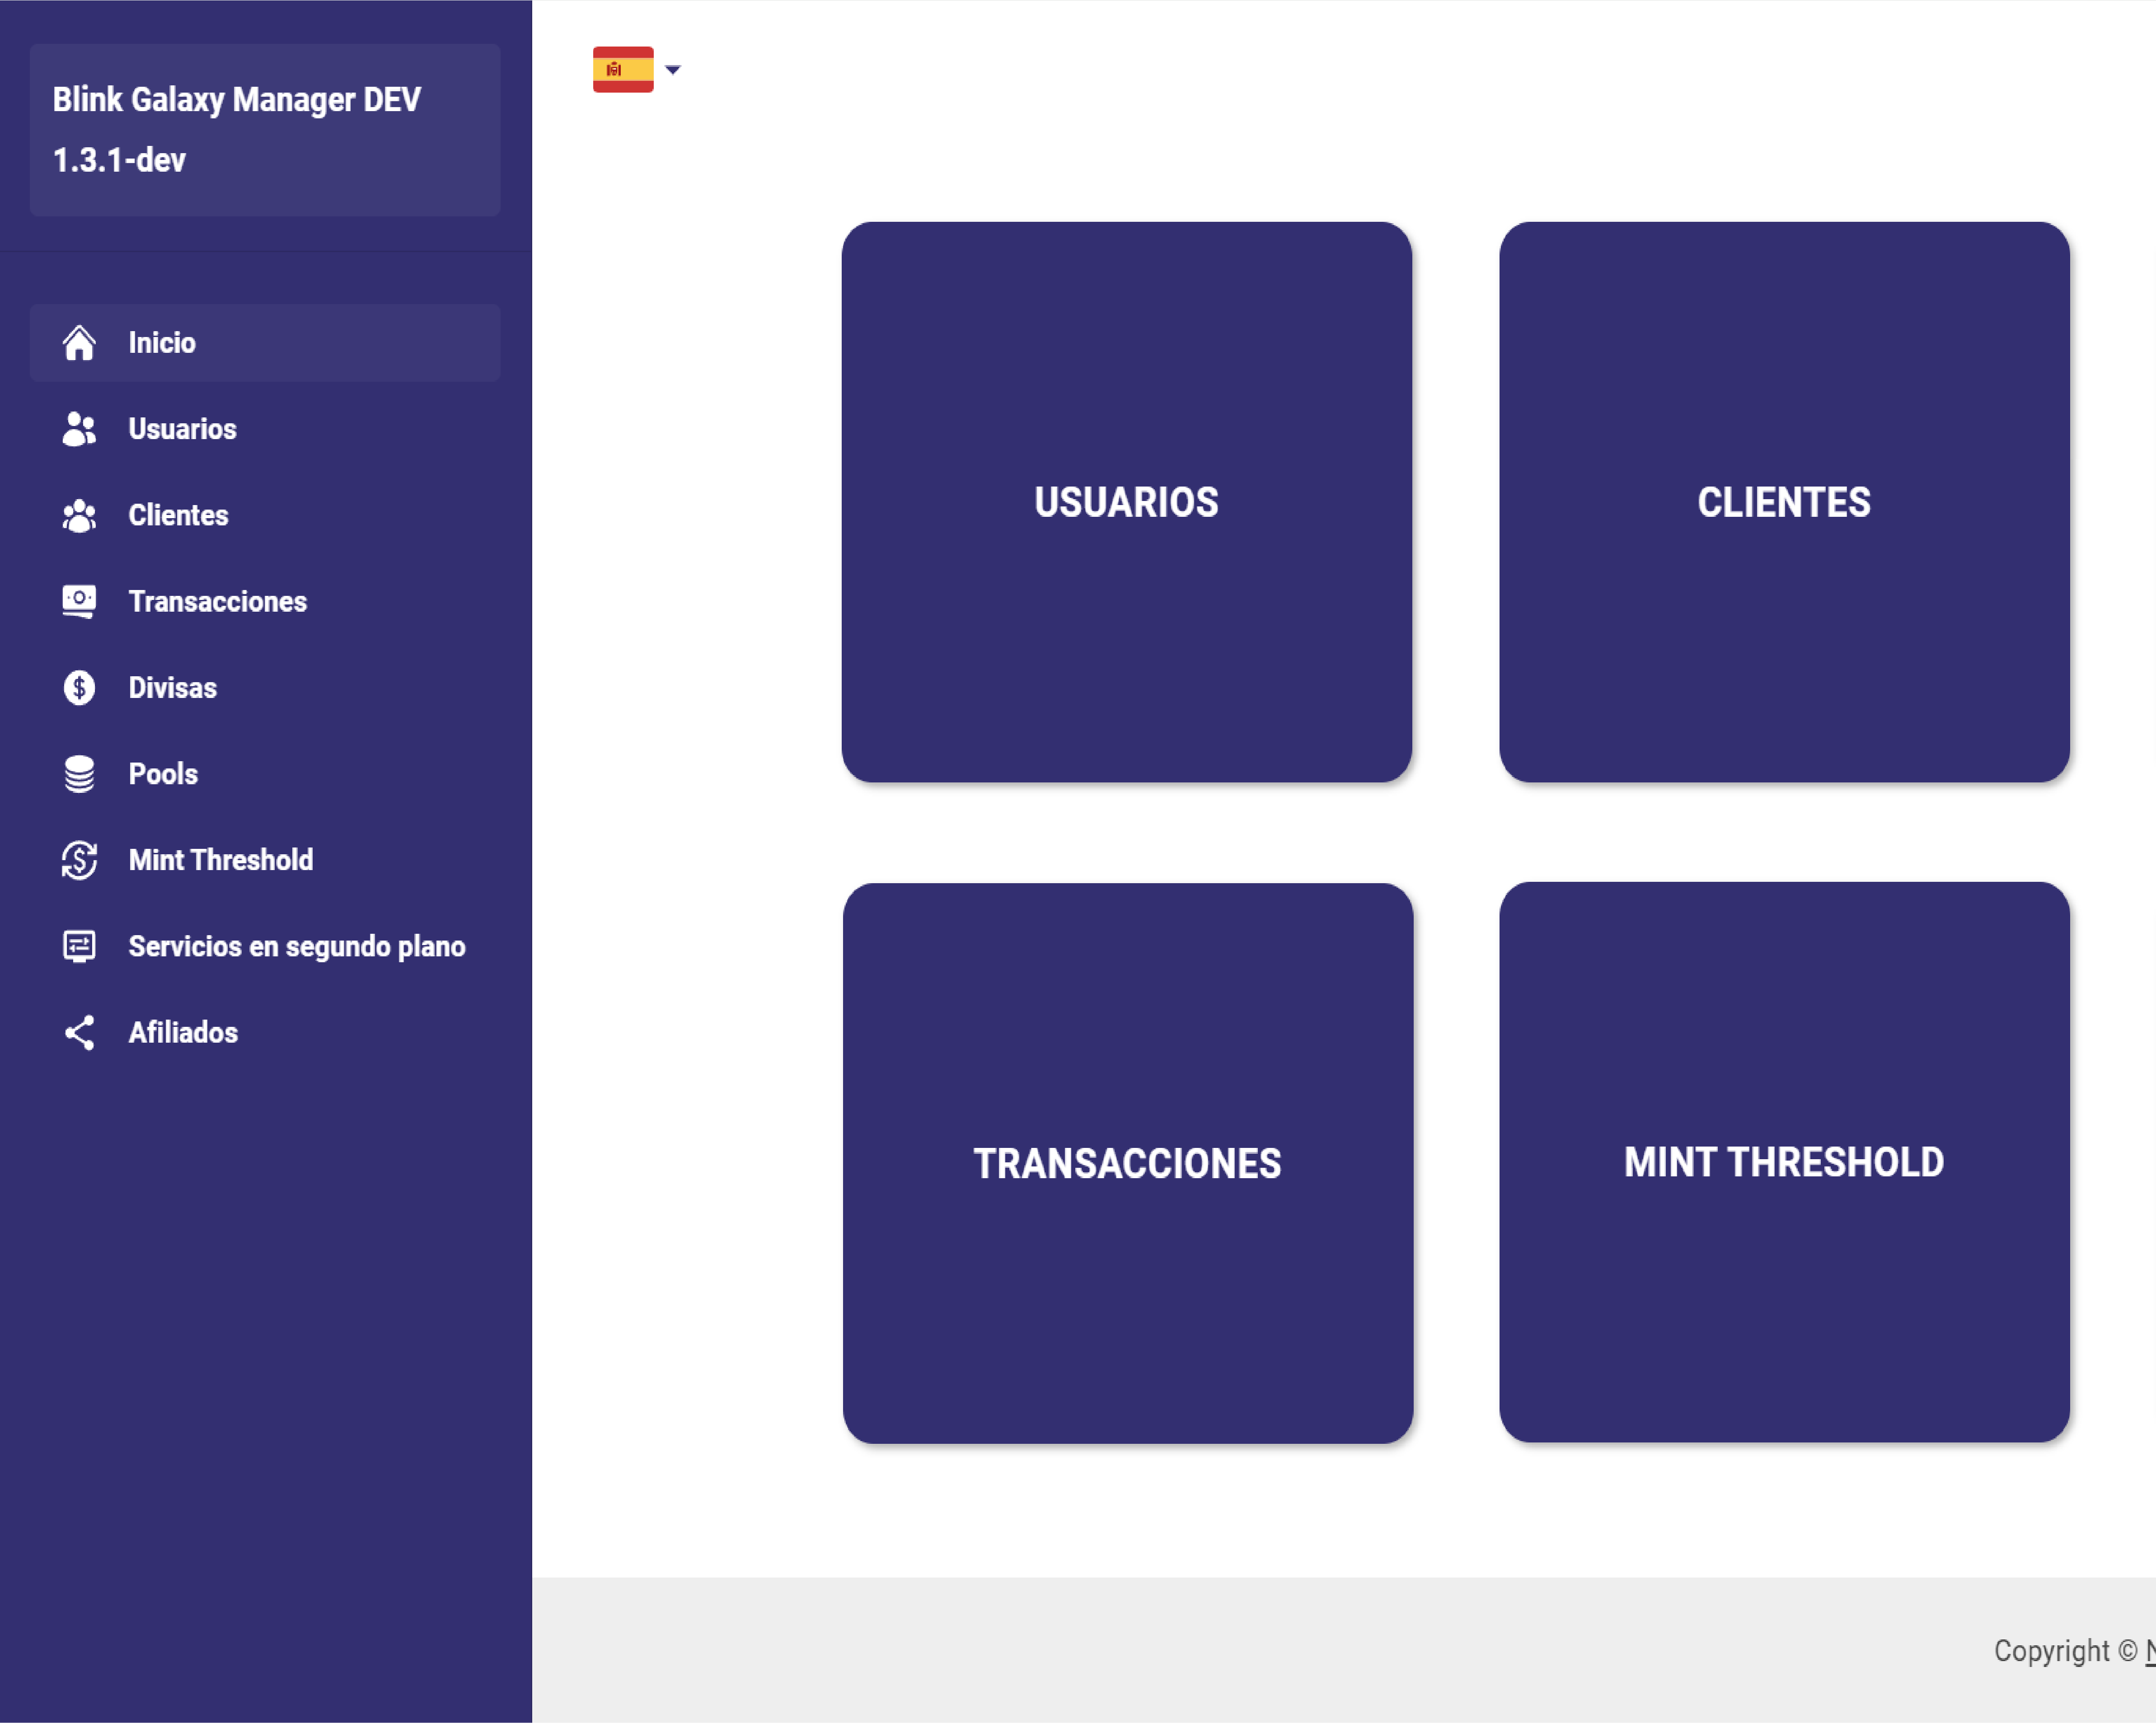 Blink Galaxy Manager DEV
1.3.1-dev
Inicio
Usuarios
Clientes
Transacciones
Divisas
Pools
Mint Threshold
Servicios en segundo plano
Afiliados
USUARIOS
CLIENTES
TRANSACCIONES
MINT THRESHOLD
Copyright ©